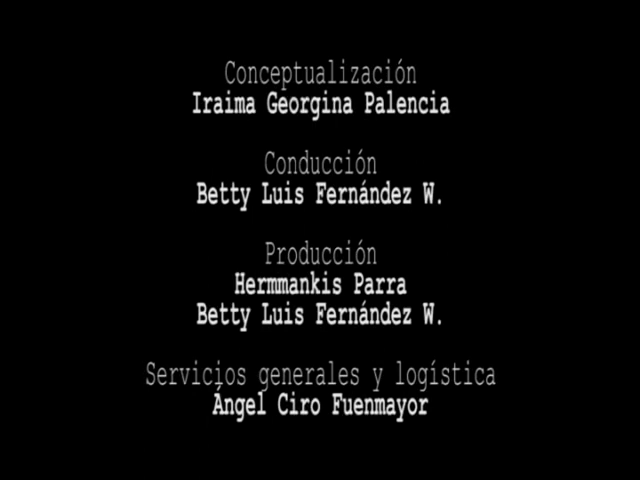 Conceptualización
Iraima Georgina Palencia
Conducción
Betty Luis Fernández W.
Producción
Hermmankis Parra
Betty Luis Fernández W.
Servicios generales y logística
Ángel Ciro Fuenmayor